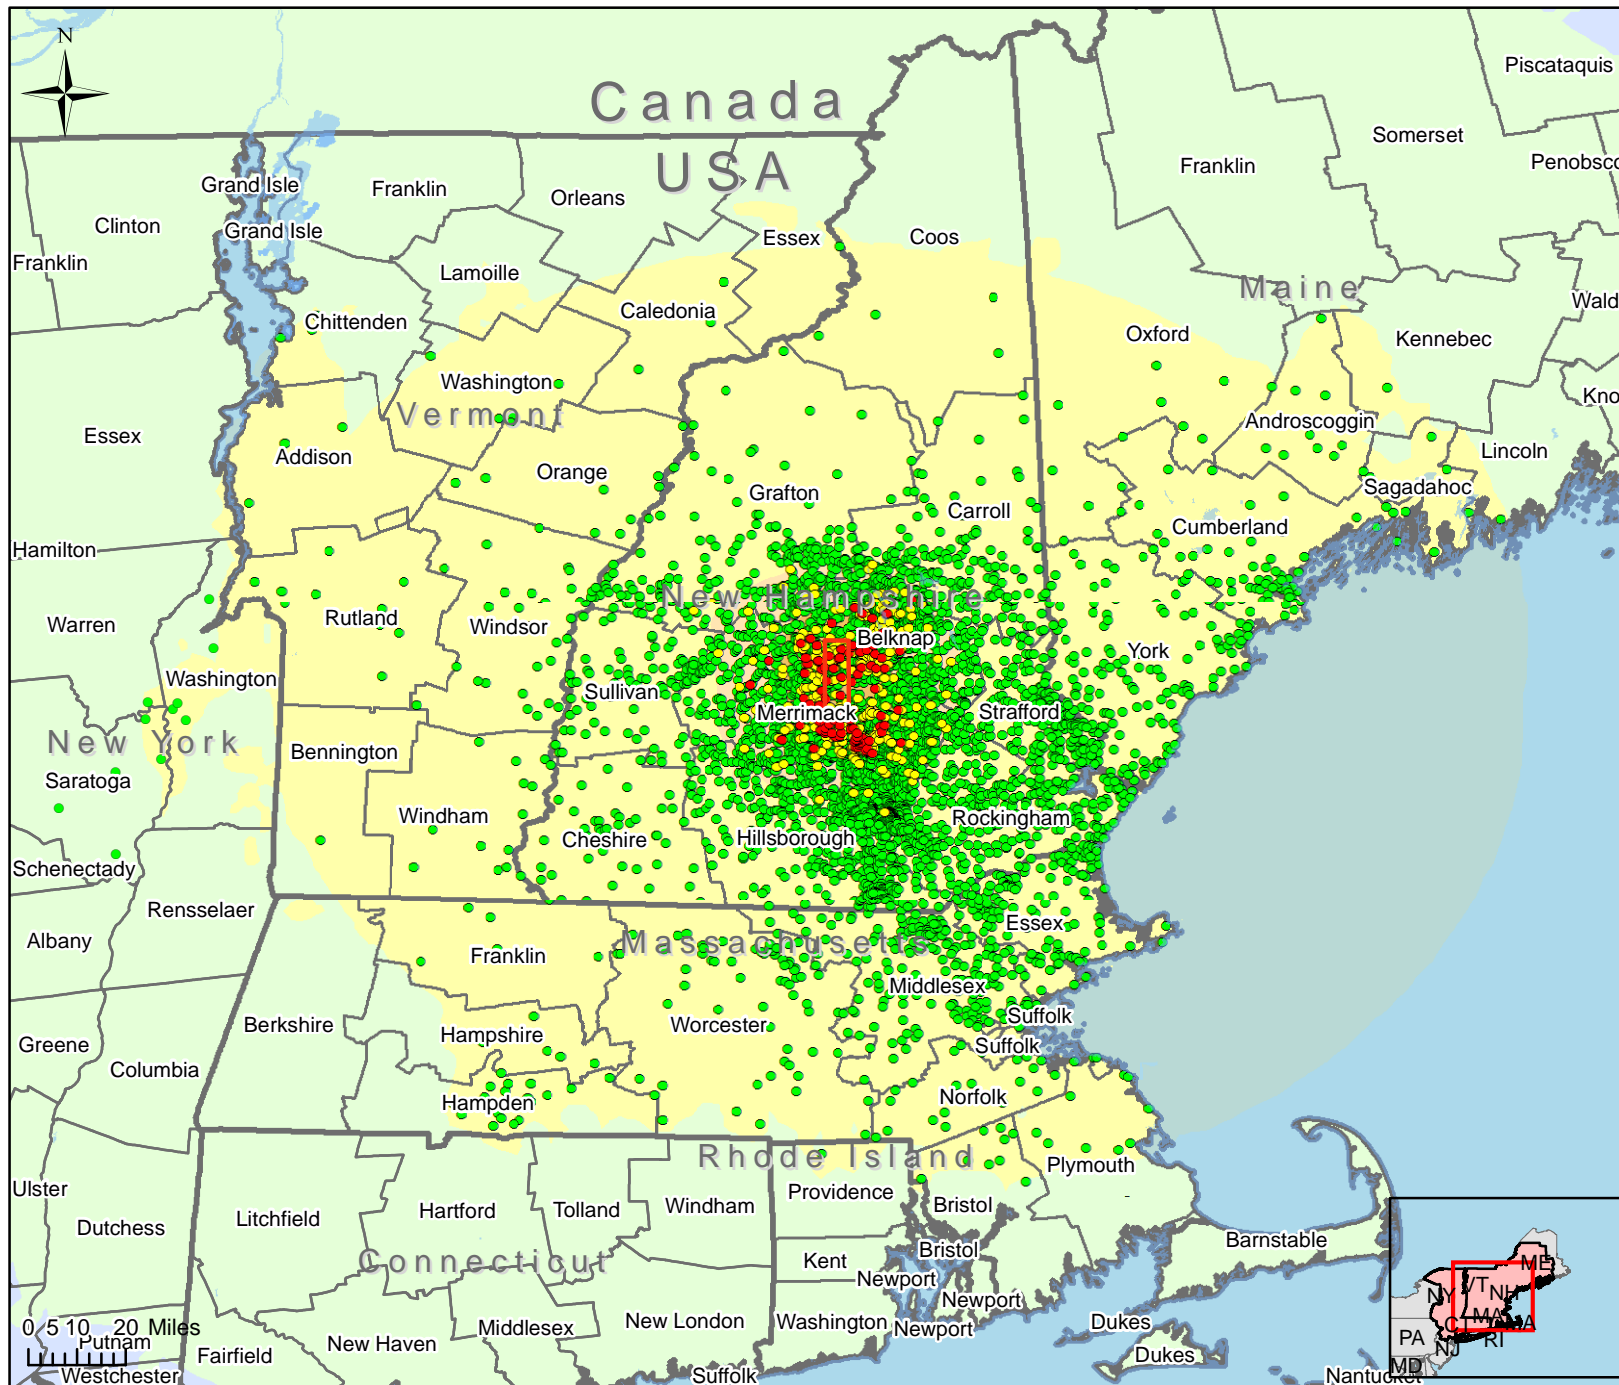 N
Canada
USA
Piscataquis
Somerset
Penobsco
Franklin
Grand Isle
Franklin
Orleans
Clinton
Grand Isle
Essex
Coos
Franklin
Lamoille
Maine
Wald
Caledonia
Chittenden
Oxford
Kennebec
Washington
Kno
Vermont
Androscoggin
Essex
Addison
Orange
Lincoln
Grafton
Sagadahoc
Carroll
Cumberland
Hamilton
New Hampshire
Warren
Rutland
Windsor
Belknap
York
Washington
Sullivan
Merrimack
Strafford
New York
Bennington
Saratoga
Windham
Rockingham
Cheshire
Hillsborough
Schenectady
Rensselaer
Essex
Albany
Massachusetts
Franklin
Middlesex
Suffolk
Berkshire
Worcester
Hampshire
Greene
Suffolk
Columbia
Norfolk
Hampden
Rhode Island
Plymouth
Ulster
Providence
Windham
Bristol
Hartford
Tolland
Litchfield
Dutchess
Barnstable
Bristol
Kent
Connecticut
Newport
ME
VT
NH
NY
Newport
MA
Dukes
New London
Washington
Newport
CT
MA
0 5 10 20 Miles
Middlesex
Putnam
New Haven
PA
RI
NJ
Fairfield
Dukes
MD
Westchester
Suffolk
Nantucket